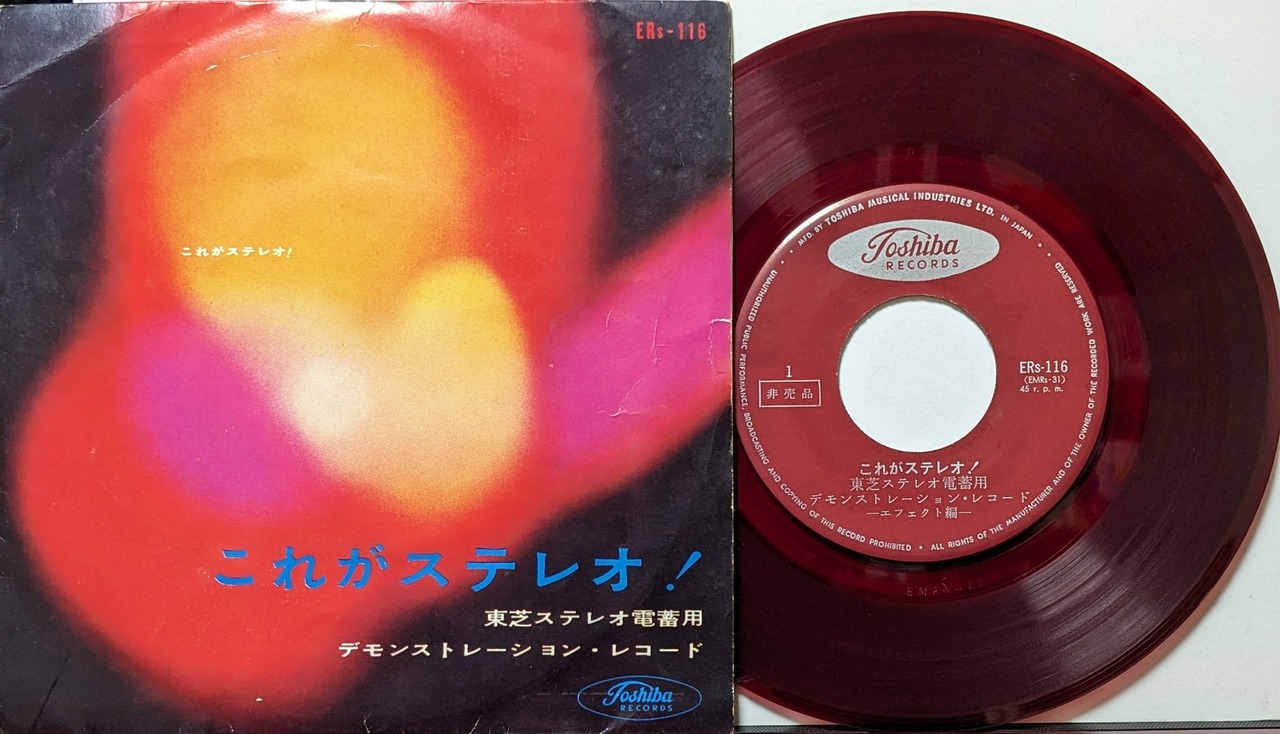 ERs-116
これがステレオ!
これがステレオ!
東芝ステレオ電蓄用
デモンストレーション・レコード
Toshiba
RECORDS
• MFD. BY TOSHIBA MUSICAL INDUSTRIES LTD. IN JAPAN •
Toshiba
RECORDS
1
非売品
ERs-116
(EMRs-31)
45 r. p. m.
これがステレオ!
東芝ステレオ電蓄用
デモンストレーション・レコード
—エフェクト編—
UNAUTHORIZED PUBLIC PERFORMANCE, BROADCASTING AND COPYING OF THIS RECORD PROHIBITED • ALL RIGHTS OF THE MANUFACTURER AND OF THE OWNER OF THE RECORDED WORK ARE RESERVED